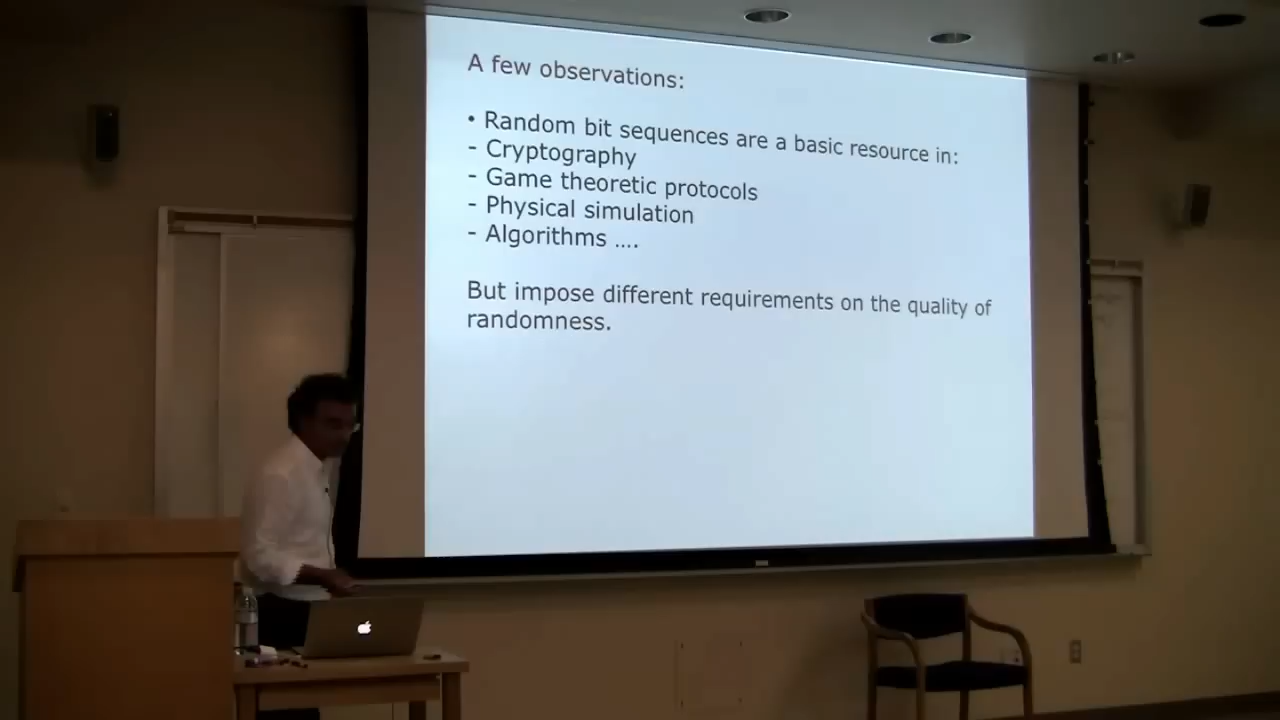 A few observations:
• Random bit sequences are a basic resource in:
- Cryptography
- Game theoretic protocols
- Physical simulation
- Algorithms ....
But impose different requirements on the quality of
randomness.